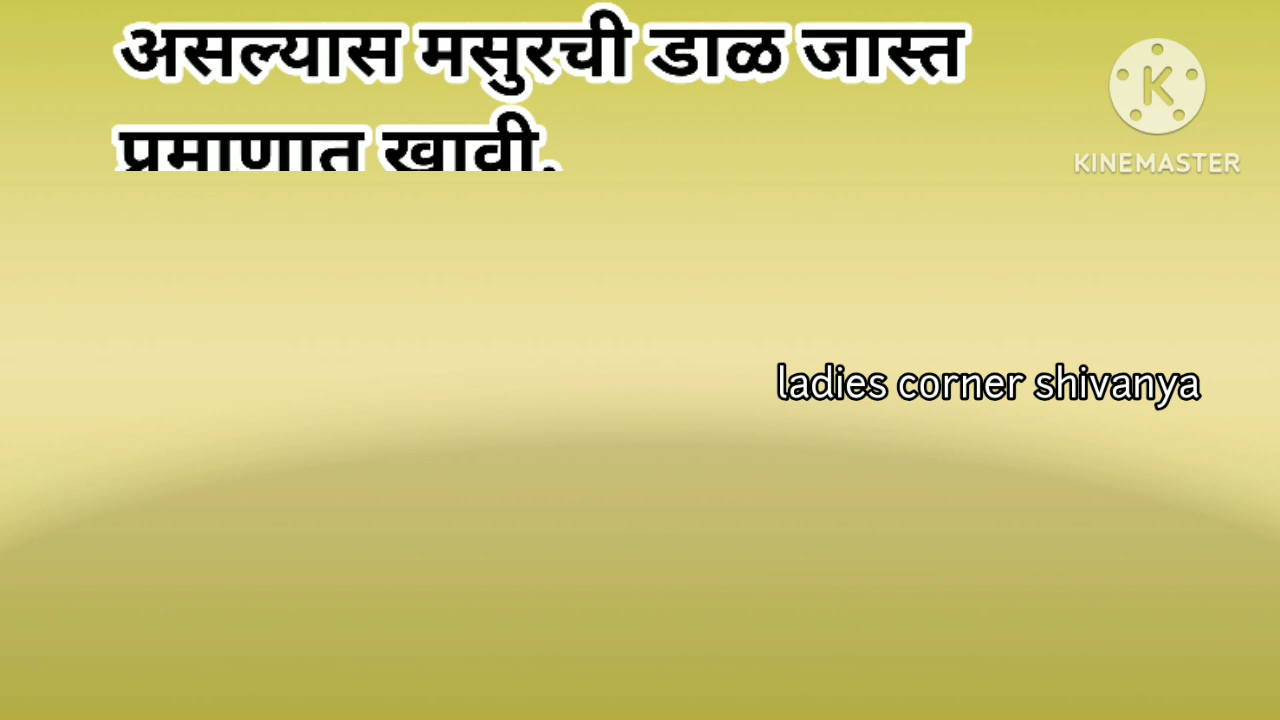 असल्यास मसुरची डाळ जास्त
प्रमाणात खावी.
K
KINEMASTER
ladies corner shivanya